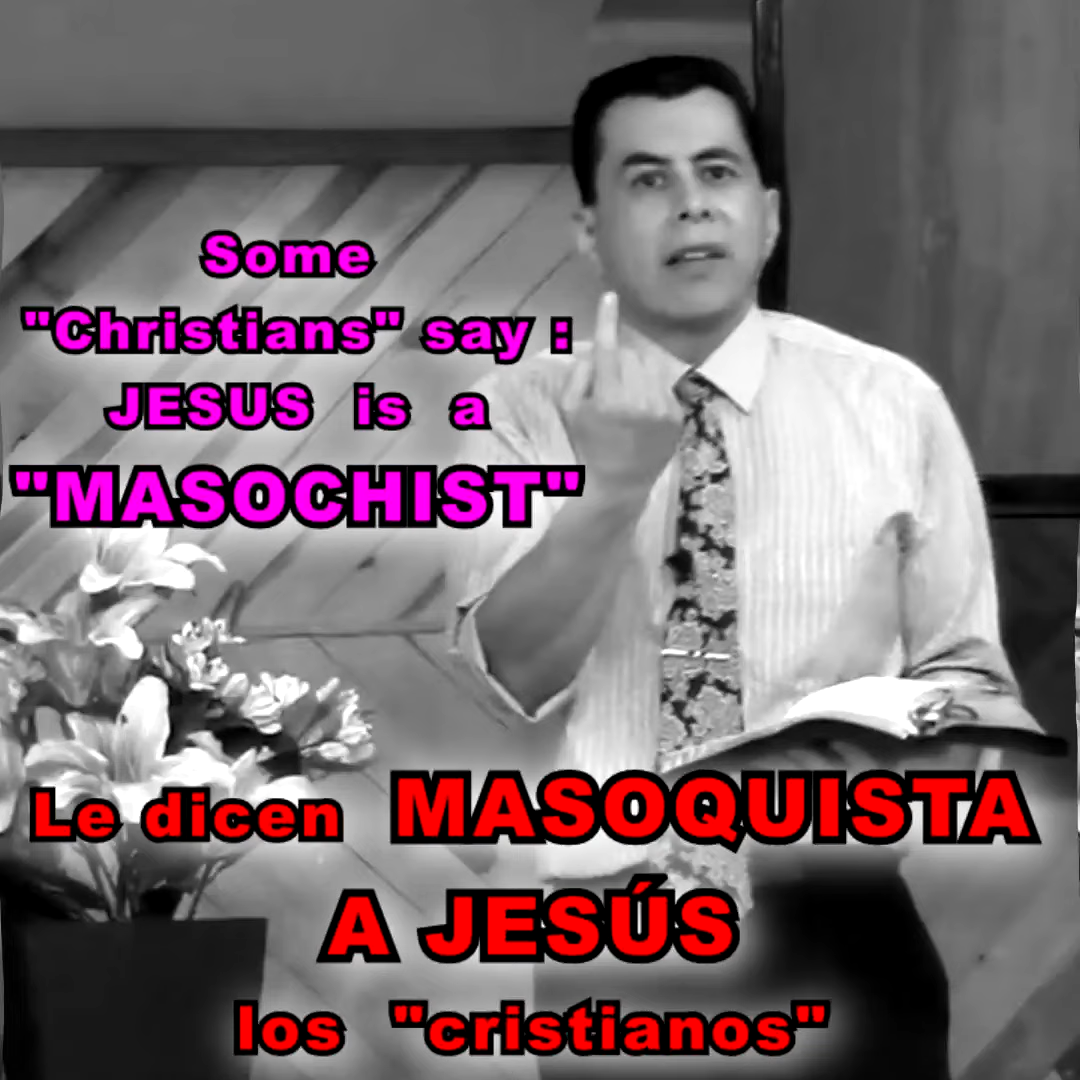 Some
"Christians" say :
JESUS is a
"MASOCHIST"
Le dicen MASOQUISTA
A JESÚS
los "cristianos"